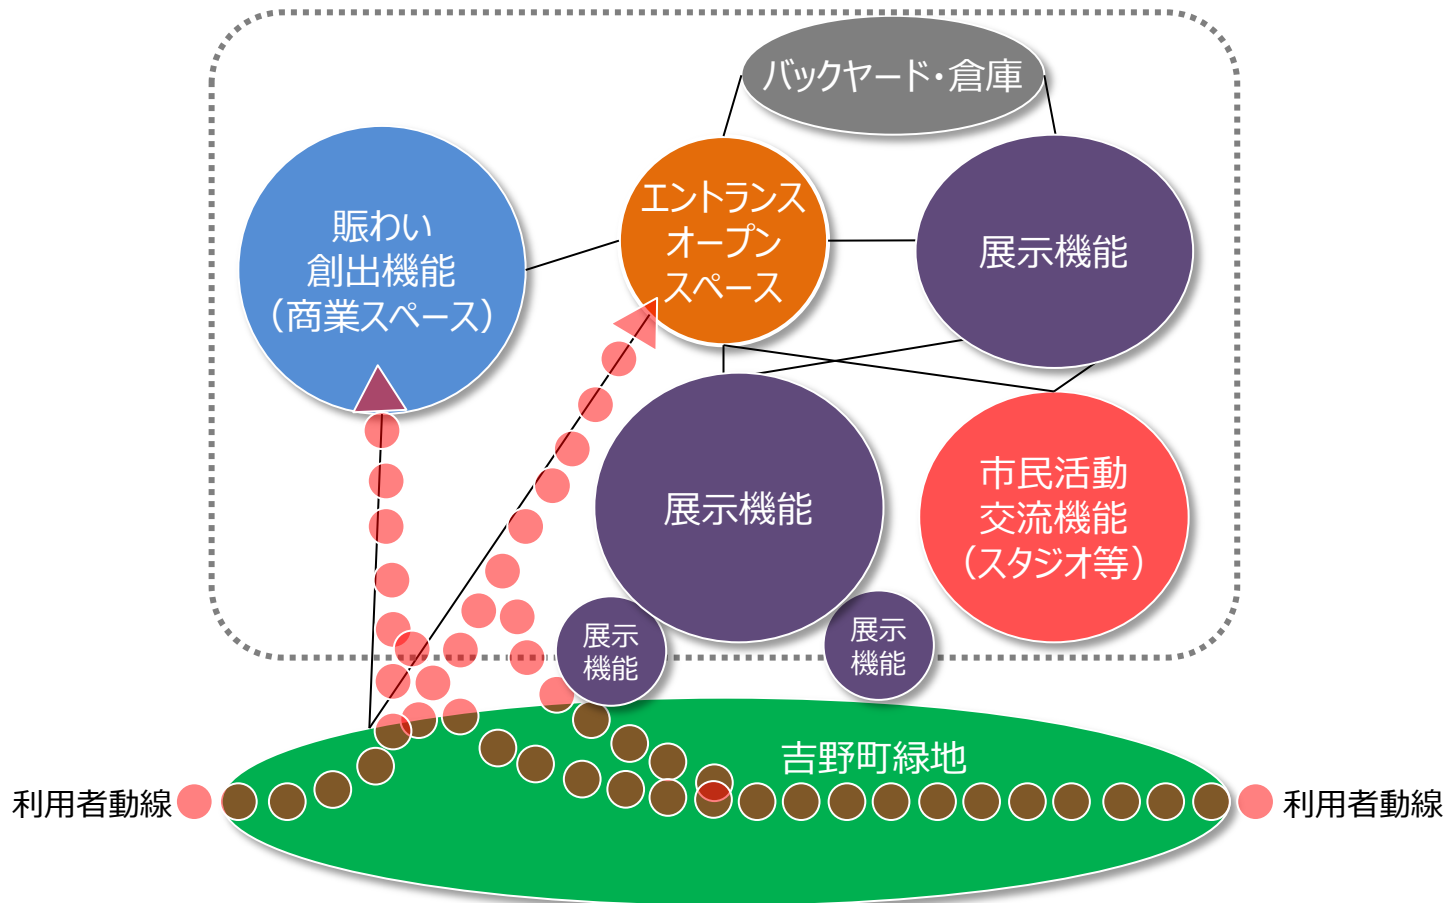 バックヤード・倉庫
賑わい
創出機能
（商業スペース）
エントランス
オープン
スペース
展示機能
展示機能
市民活動
交流機能
（スタジオ等）
展示
機能
展示
機能
吉野町緑地
利用者動線
利用者動線